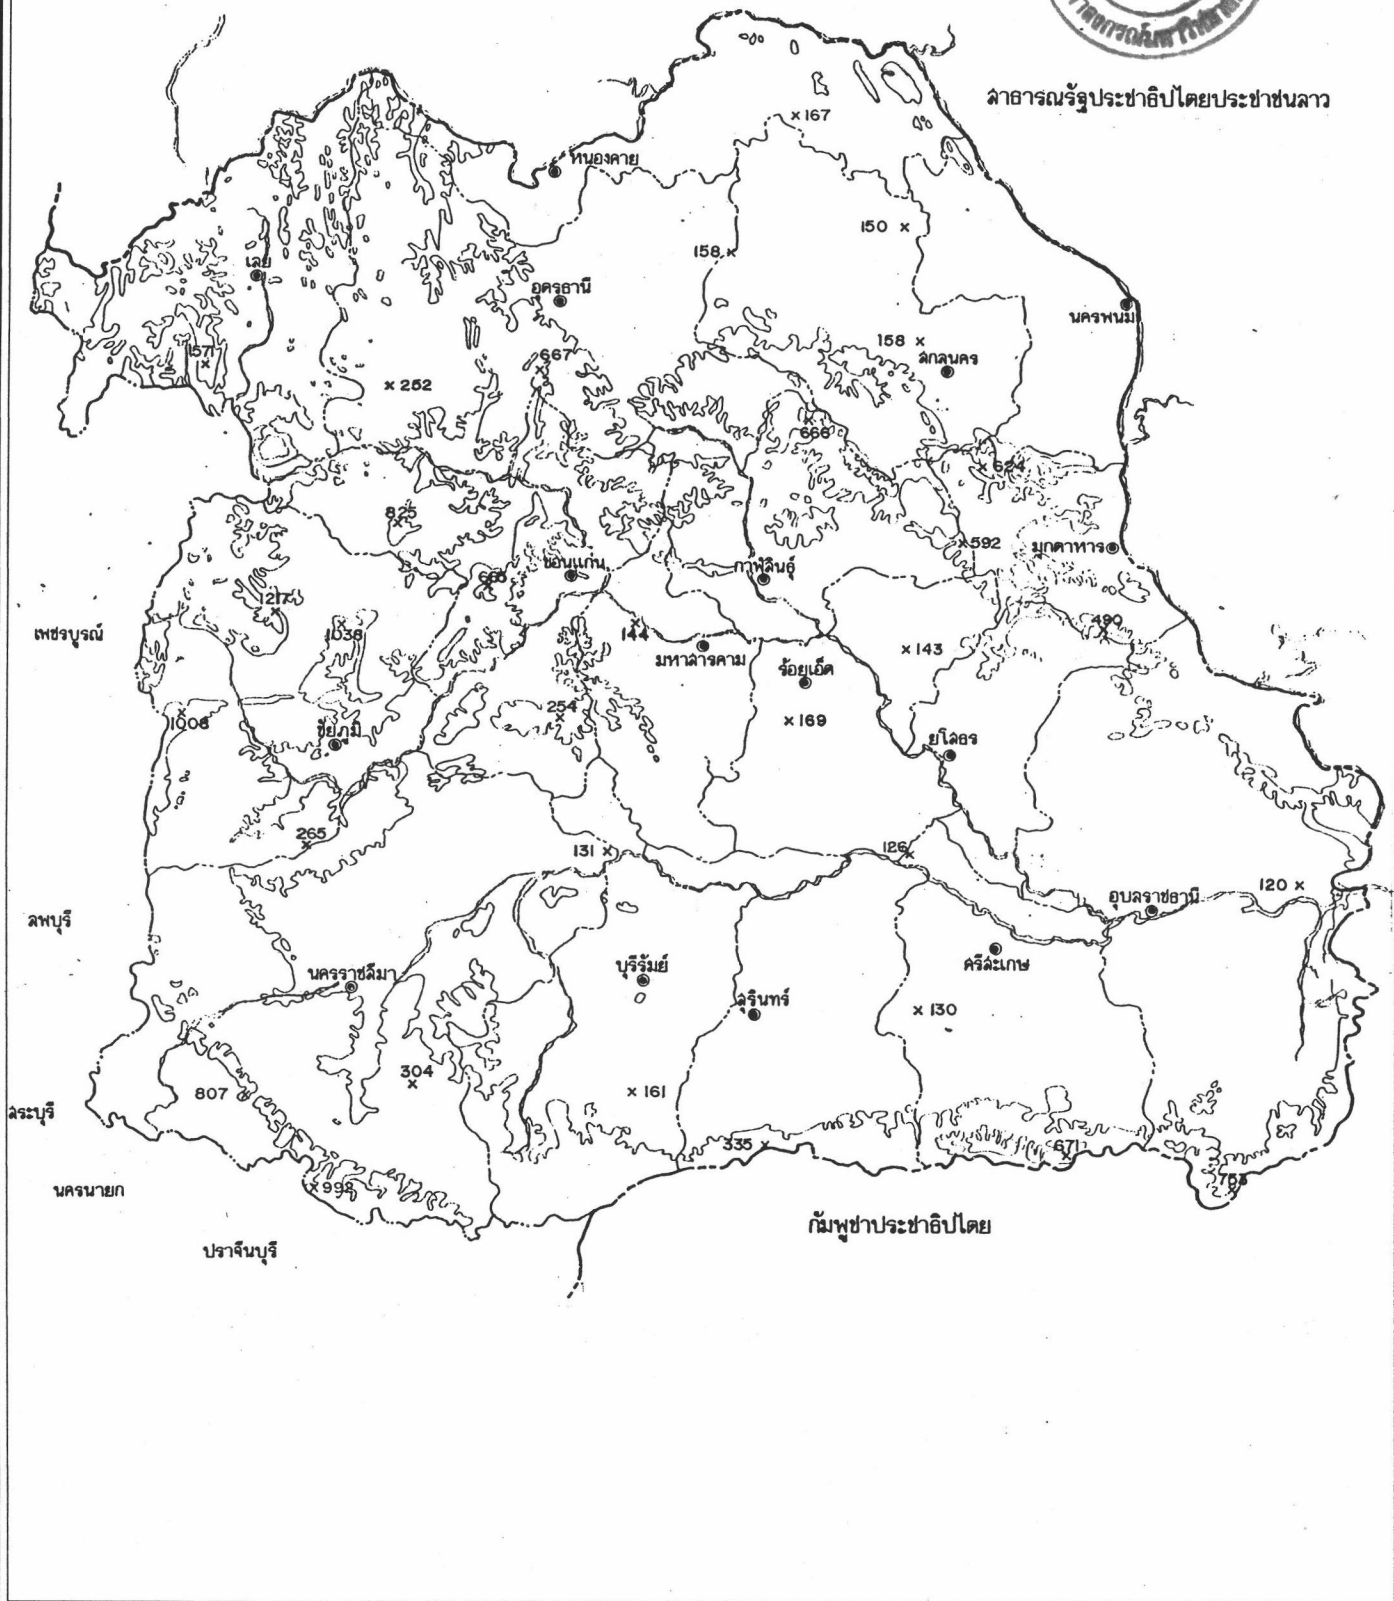 สาธารณรัฐประชาธิปไตยประชาชนลาว
167
หนองคาย
150
158
เลย
อุดรธานี
นครพนม
158
สกลนคร
1571
667
252
666
624
825
592
มุกดาหาร
ขอนแก่น
กาฬสินธุ์
665
1217
1038
144
490
เพชรบูรณ์
143
มหาสารคาม
ร้อยเอ็ด
1008
254
169
ชัยภูมิ
ยโสธร
265
131
126
120
อุบลราชธานี
ลพบุรี
บุรีรัมย์
ศรีสะเกษ
นครราชสีมา
สุรินทร์
130
304
807
161
สระบุรี
335
671
753
นครนายก
992
กัมพูชาประชาธิปไตย
ปราจีนบุรี